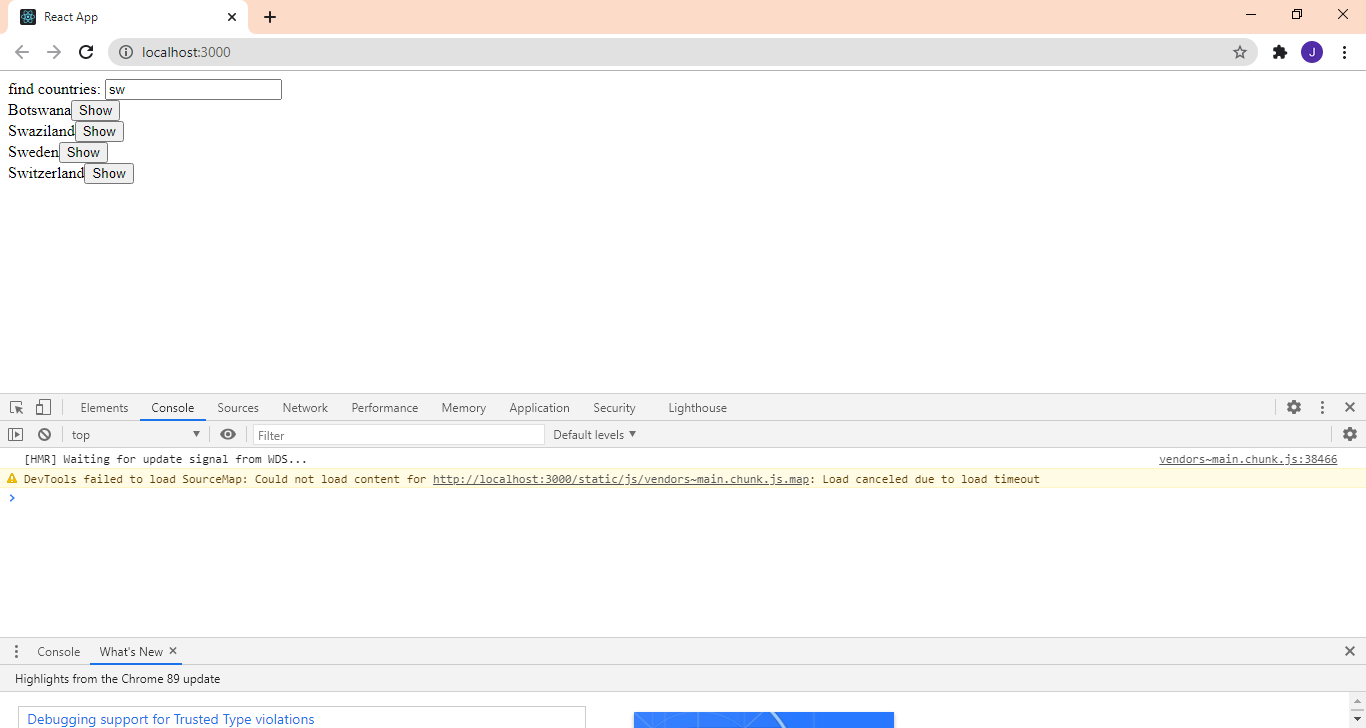 React App
localhost:3000
J
find countries: sw
Botswana Show
Swaziland Show
Sweden Show
Switzerland Show
Elements Console Sources Network Performance Memory Application Security Lighthouse
top Filter Default levels
[HMR] Waiting for update signal from WDS... vendors~main.chunk.js:38466
DevTools failed to load SourceMap: Could not load content for http://localhost:3000/static/js/vendors~main.chunk.js.map: Load canceled due to load timeout
Console What's New
Highlights from the Chrome 89 update
Debugging support for Trusted Type violations